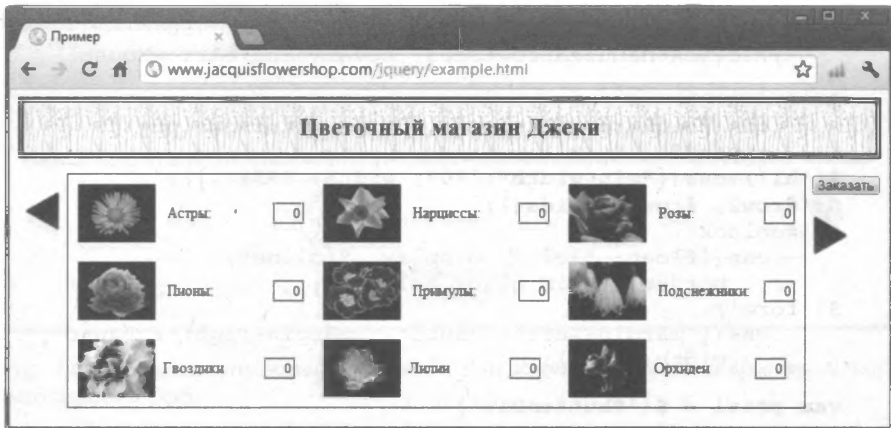 Пример
www.jacquisflowershop.com/jquery/example.html
Цветочный магазин Джеки
Заказать
Астры: 0 Нарциссы: 0 Розы: 0
Пионы: 0 Примулы: 0 Подснежники: 0
Гвоздики 0 Лилии 0 Орхидеи 0